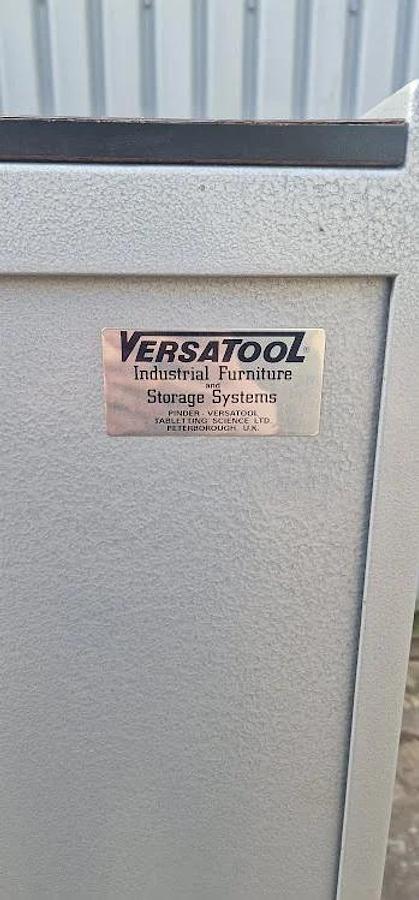 VERSATOOL®
Industrial Furniture
and
Storage Systems
PINDER - VERSATOOL
TABLETTING SCIENCE LTD
PETERBOROUGH, U.K.